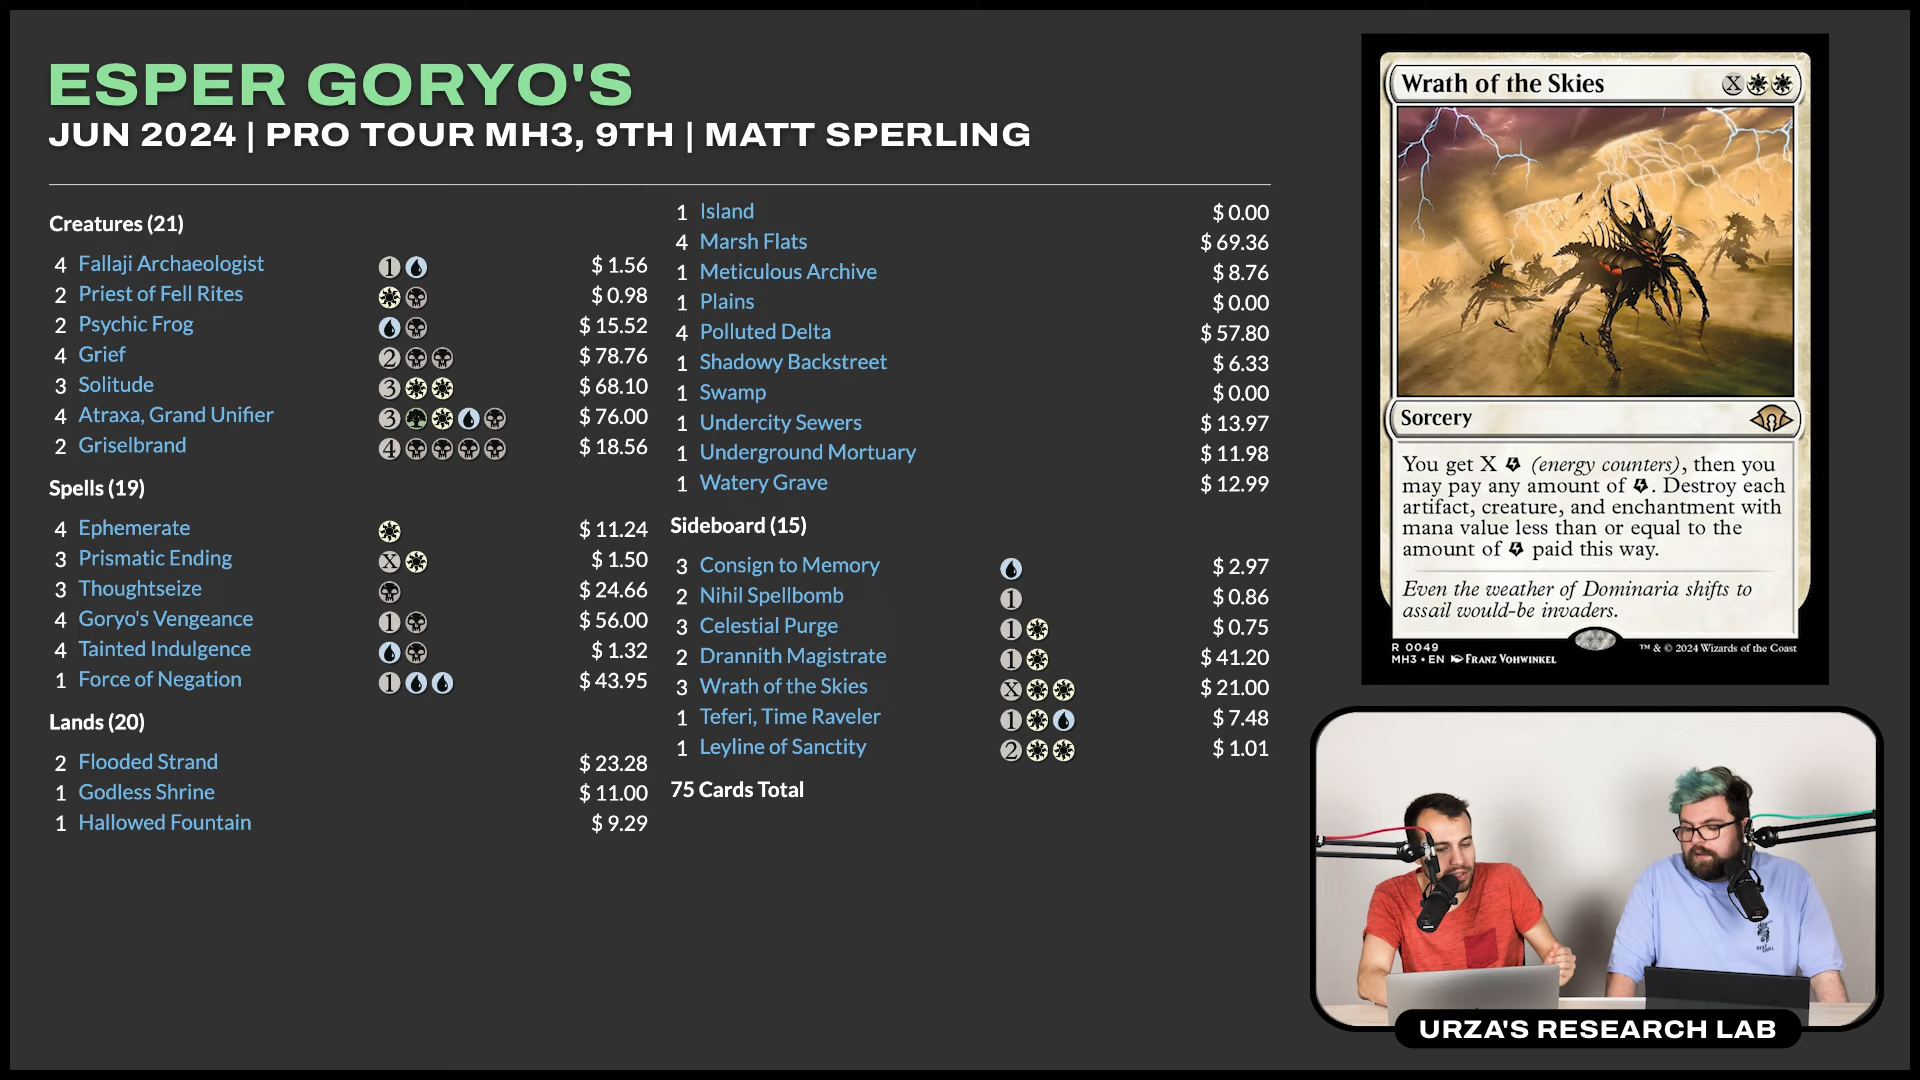 ESPER GORYO'S
JUN 2024 | PRO TOUR MH3, 9TH | MATT SPERLING
Creatures (21)
4 Fallaji Archaeologist 1 $ 1.56
2 Priest of Fell Rites $ 0.98
2 Psychic Frog $ 15.52
4 Grief 2 $ 78.76
3 Solitude 3 $ 68.10
4 Atraxa, Grand Unifier 3 $ 76.00
2 Griselbrand 4 $ 18.56
Spells (19)
4 Ephemerate $ 11.24
3 Prismatic Ending X $ 1.50
3 Thoughtseize $ 24.66
4 Goryo's Vengeance 1 $ 56.00
4 Tainted Indulgence $ 1.32
1 Force of Negation 1 $ 43.95
Lands (20)
2 Flooded Strand $ 23.28
1 Godless Shrine $ 11.00
1 Hallowed Fountain $ 9.29
1 Island $ 0.00
4 Marsh Flats $ 69.36
1 Meticulous Archive $ 8.76
1 Plains $ 0.00
4 Polluted Delta $ 57.80
1 Shadowy Backstreet $ 6.33
1 Swamp $ 0.00
1 Undercity Sewers $ 13.97
1 Underground Mortuary $ 11.98
1 Watery Grave $ 12.99
Sideboard (15)
3 Consign to Memory $ 2.97
2 Nihil Spellbomb 1 $ 0.86
3 Celestial Purge 1 $ 0.75
2 Drannith Magistrate 1 $ 41.20
3 Wrath of the Skies X $ 21.00
1 Teferi, Time Raveler 1 $ 7.48
1 Leyline of Sanctity 2 $ 1.01
75 Cards Total
Wrath of the Skies X
Sorcery
You get X (energy counters), then you
may pay any amount of . Destroy each
artifact, creature, and enchantment with
mana value less than or equal to the
amount of paid this way.
Even the weather of Dominaria shifts to
assail would-be invaders.
R 0049
MH3 • EN FRANZ VOHWINKEL
™ & © 2024 Wizards of the Coast
URZA'S RESEARCH LAB